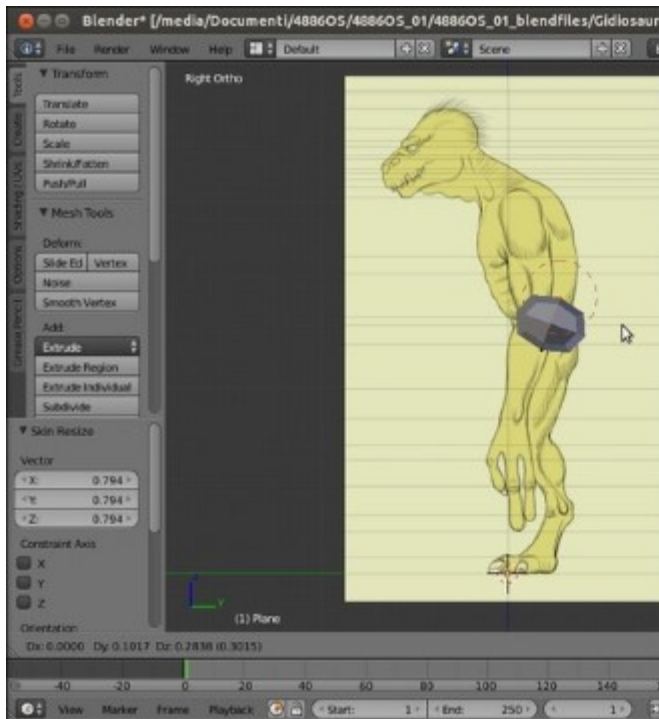 Blender* [/media/Documenti/4886OS/4886OS_01/4886OS_01_blendfiles/Gidiosaur
File Render Window Help Default Scene
Tools
Create
Shading / UVs
Options
Grease Pencil
▼ Transform
Translate
Rotate
Scale
Shrink/Fatten
Push/Pull
▼ Mesh Tools
Deform:
Slide Ed Vertex
Noise
Smooth Vertex
Add:
Extrude
Extrude Region
Extrude Individual
Subdivide
▼ Skin Resize
Vector
X: 0.794
Y: 0.794
Z: 0.794
Constraint Axis
X
Y
Z
Orientation
Right Ortho
Y
(1) Plane
Dx: 0.0000 Dy: 0.1017 Dz: 0.2838 (0.3015)
-40 -20 0 20 40 60 80 100 120 140
View Marker Frame Playback Start: 1 End: 250 1